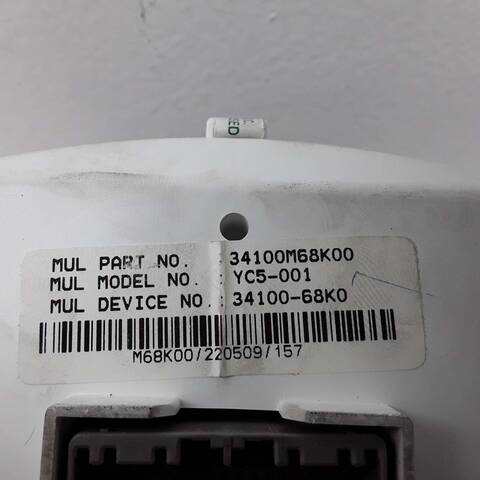 MUL PART NO. : 34100M68K00
MUL MODEL NO. : YC5-001
MUL DEVICE NO.: 34100-68K0
M68K00/220509/157